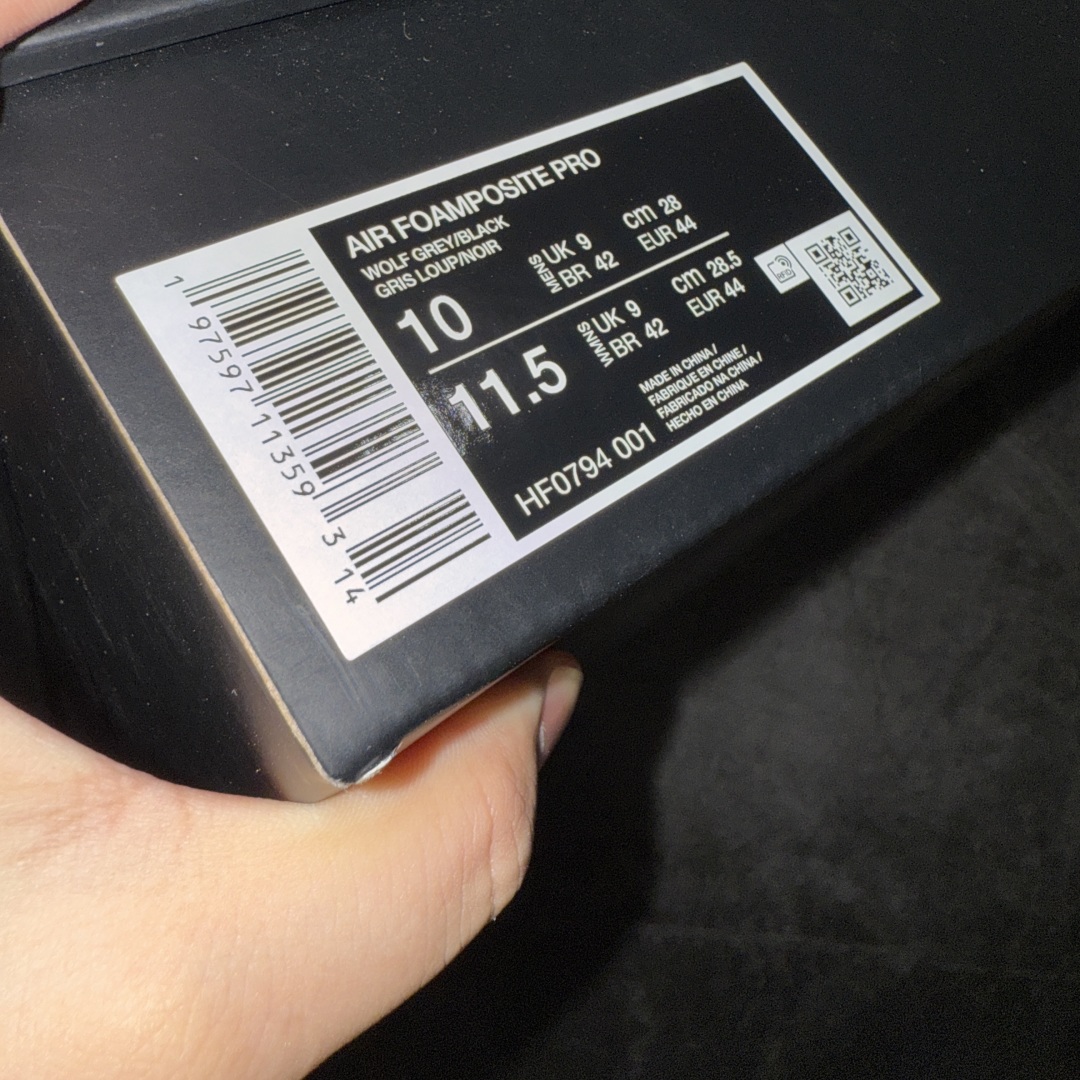 AIR FOAMPOSITE PRO
WOLF GREY/BLACK
GRIS LOUP/NOIR
10
MENS
UK 9
BR 42
cm 28
EUR 44
11.5
WMNS
UK 9
BR 42
cm 28.5
EUR 44
RFID
MADE IN CHINA /
FABRIQUE EN CHINE /
FABRICADO NA CHINA /
HECHO EN CHINA
HF0794 001
1 97597 11359 3 14